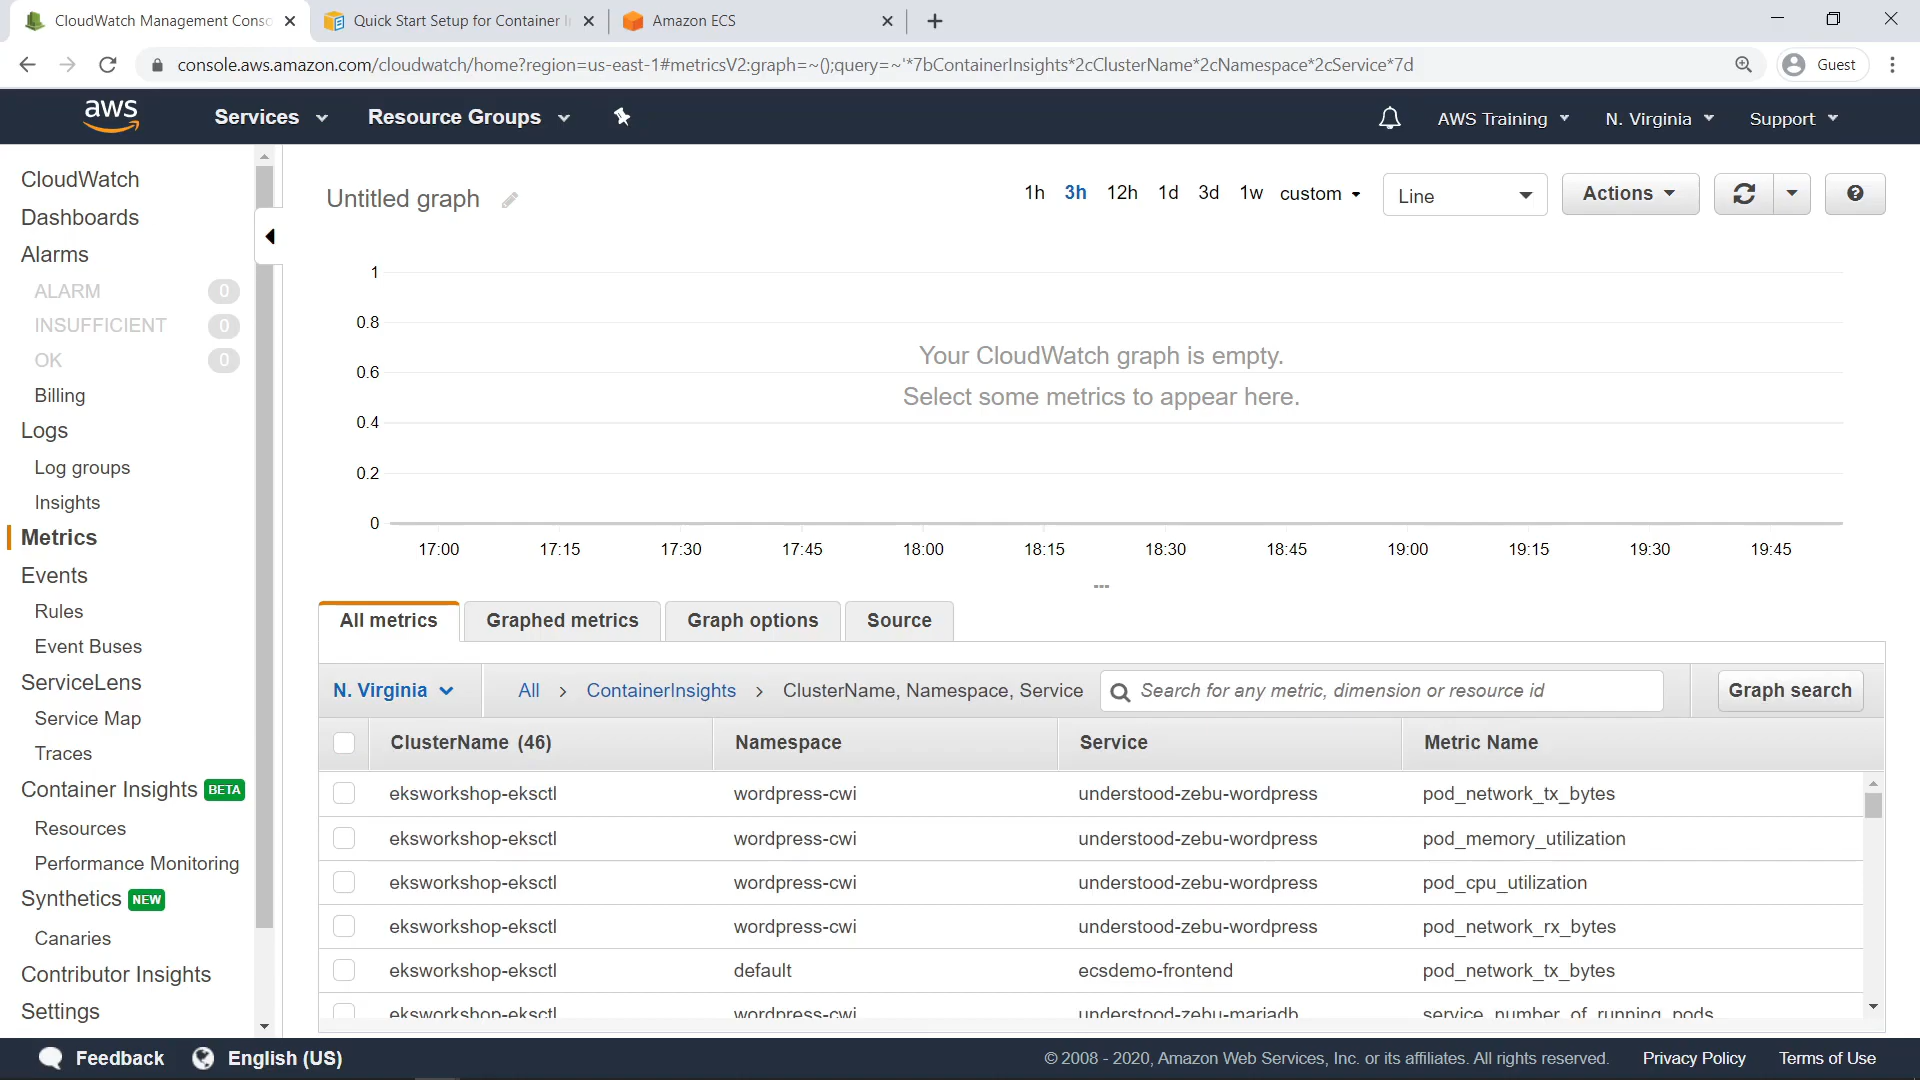 CloudWatch Management Conso
Quick Start Setup for Container I
Amazon ECS
console.aws.amazon.com/cloudwatch/home?region=us-east-1#metricsV2:graph=~();query=~'*7bContainerInsights*2cClusterName*2cNamespace*2cService*7d
Guest
aws
Services
Resource Groups
AWS Training
N. Virginia
Support
CloudWatch
Dashboards
Alarms
ALARM 0
INSUFFICIENT 0
OK 0
Billing
Logs
Log groups
Insights
Metrics
Events
Rules
Event Buses
ServiceLens
Service Map
Traces
Container Insights BETA
Resources
Performance Monitoring
Synthetics NEW
Canaries
Contributor Insights
Settings
Untitled graph
1h 3h 12h 1d 3d 1w custom
Line
Actions
1
0.8
0.6
0.4
0.2
0
Your CloudWatch graph is empty.
Select some metrics to appear here.
17:00 17:15 17:30 17:45 18:00 18:15 18:30 18:45 19:00 19:15 19:30 19:45
All metrics
Graphed metrics
Graph options
Source
N. Virginia
All > ContainerInsights > ClusterName, Namespace, Service
Search for any metric, dimension or resource id
Graph search
ClusterName (46) Namespace Service Metric Name
eksworkshop-eksctl wordpress-cwi understood-zebu-wordpress pod_network_tx_bytes
eksworkshop-eksctl wordpress-cwi understood-zebu-wordpress pod_memory_utilization
eksworkshop-eksctl wordpress-cwi understood-zebu-wordpress pod_cpu_utilization
eksworkshop-eksctl wordpress-cwi understood-zebu-wordpress pod_network_rx_bytes
eksworkshop-eksctl default ecsdemo-frontend pod_network_tx_bytes
eksworkshop-eksctl wordpress-cwi understood-zebu-mariadb service_number_of_running_pods
Feedback
English (US)
© 2008 - 2020, Amazon Web Services, Inc. or its affiliates. All rights reserved.
Privacy Policy
Terms of Use